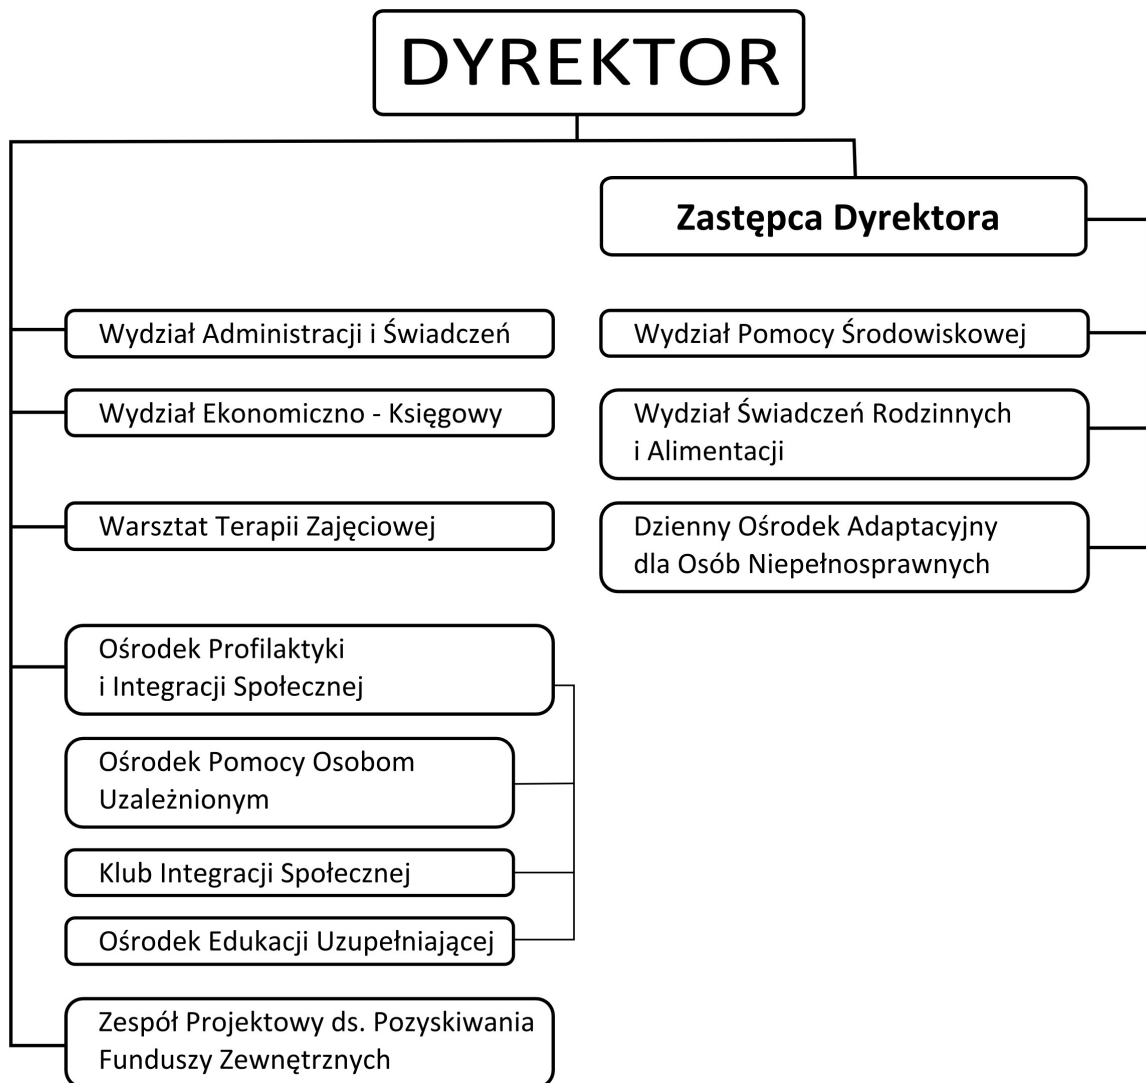 DYREKTOR
Zastępca Dyrektora
Wydział Administracji i Świadczeń
Wydział Ekonomiczno - Księgowy
Warsztat Terapii Zajęciowej
Ośrodek Profilaktyki
i Integracji Społecznej
Ośrodek Pomocy Osobom
Uzależnionym
Klub Integracji Społecznej
Ośrodek Edukacji Uzupełniającej
Zespół Projektowy ds. Pozyskiwania
Funduszy Zewnętrznych
Wydział Pomocy Środowiskowej
Wydział Świadczeń Rodzinnych
i Alimentacji
Dzienny Ośrodek Adaptacyjny
dla Osób Niepełnosprawnych